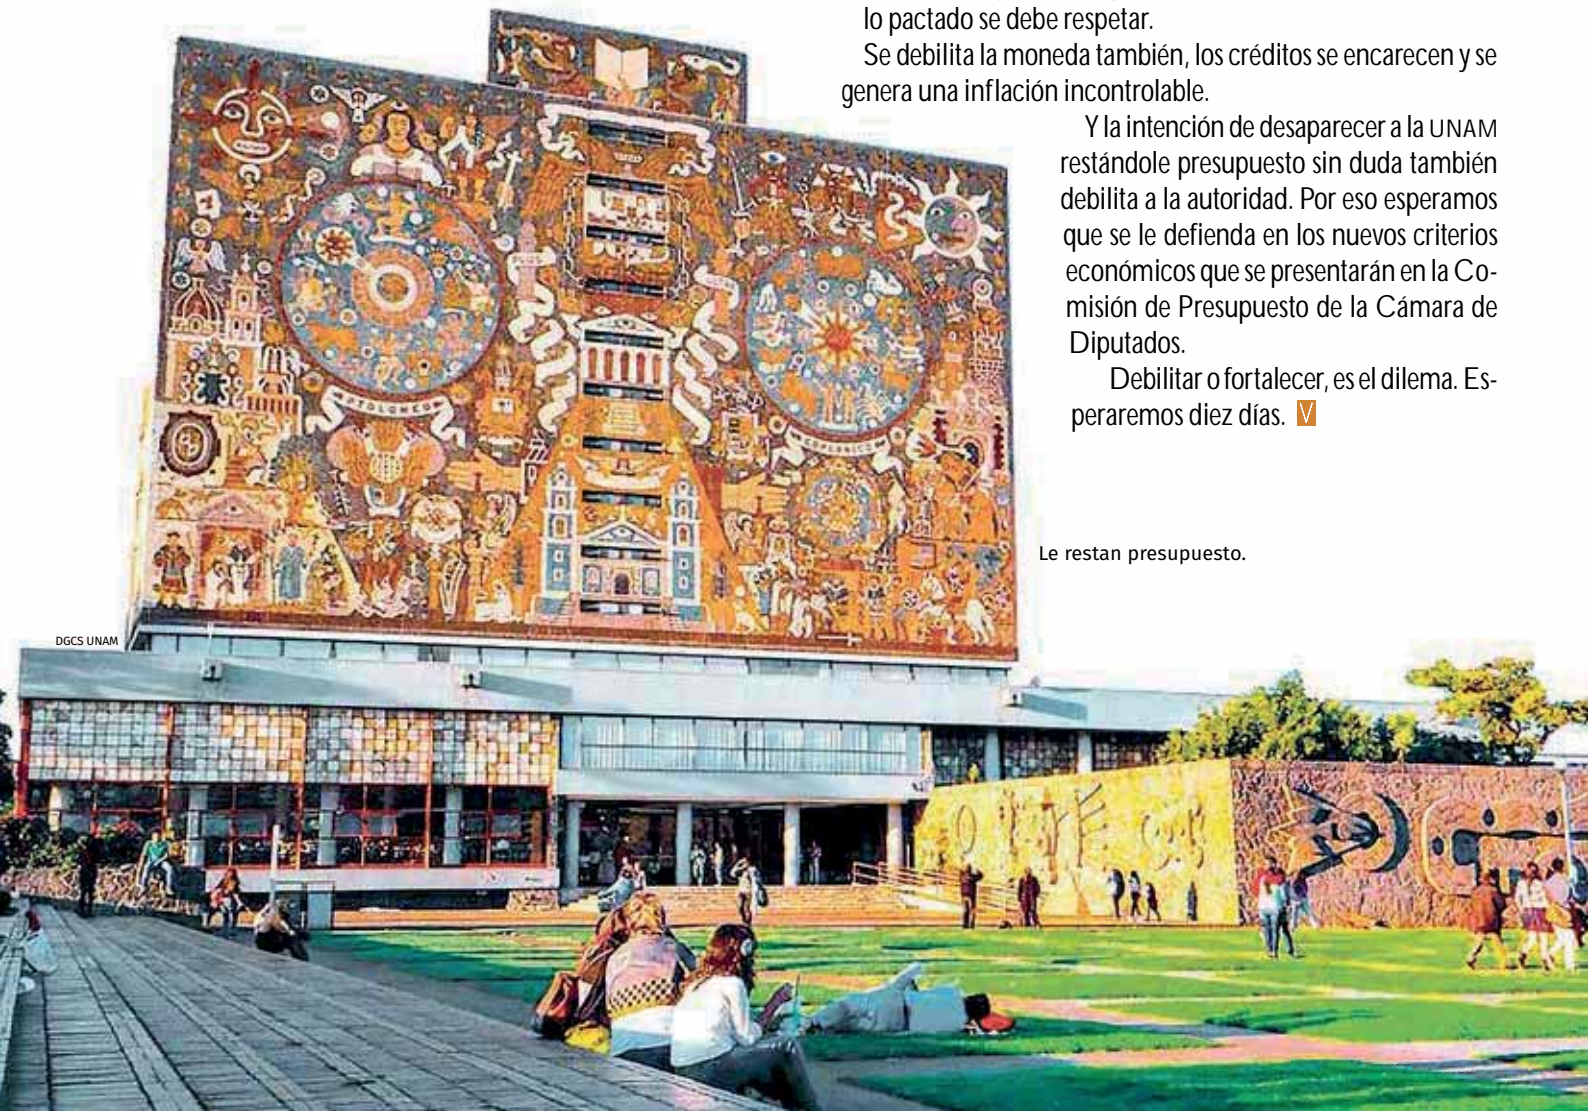 lo pactado se debe respetar.
Se debilita la moneda también, los créditos se encarecen y se
genera una inflación incontrolable.
Y la intención de desaparecer a la UNAM
restándole presupuesto sin duda también
debilita a la autoridad. Por eso esperamos
que se le defienda en los nuevos criterios
económicos que se presentarán en la Co-
misión de Presupuesto de la Cámara de
Diputados.
Debilitar o fortalecer, es el dilema. Es-
peraremos diez días. V
Le restan presupuesto.
DGCS UNAM
PTOLOMEO
COPERNICO